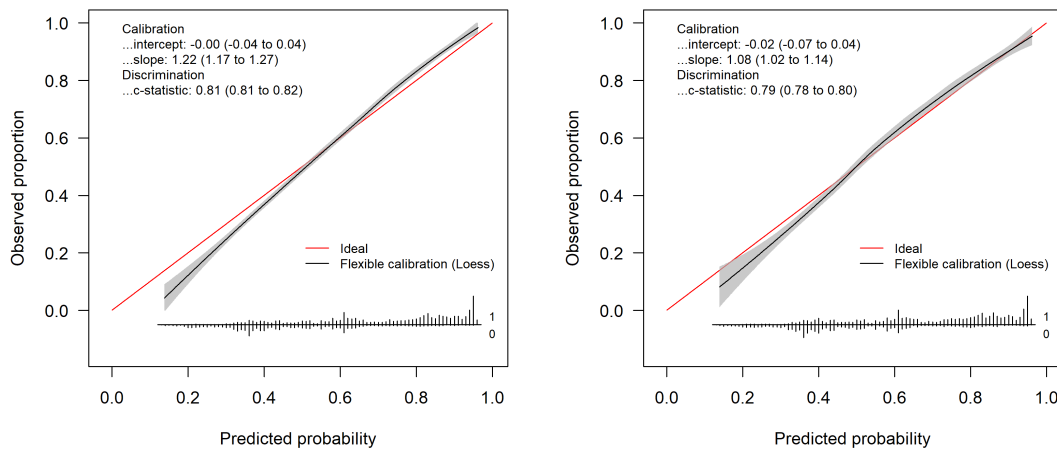 Calibration
...intercept: -0.00 (-0.04 to 0.04)
...slope: 1.22 (1.17 to 1.27)
Discrimination
...c-statistic: 0.81 (0.81 to 0.82)
1.0
0.8
0.6
0.4
0.2
0.0
Observed proportion
Ideal
Flexible calibration (Loess)
1
0
0.0 0.2 0.4 0.6 0.8 1.0
Predicted probability
Calibration
...intercept: -0.02 (-0.07 to 0.04)
...slope: 1.08 (1.02 to 1.14)
Discrimination
...c-statistic: 0.79 (0.78 to 0.80)
1.0
0.8
0.6
0.4
0.2
0.0
Observed proportion
Ideal
Flexible calibration (Loess)
1
0
0.0 0.2 0.4 0.6 0.8 1.0
Predicted probability